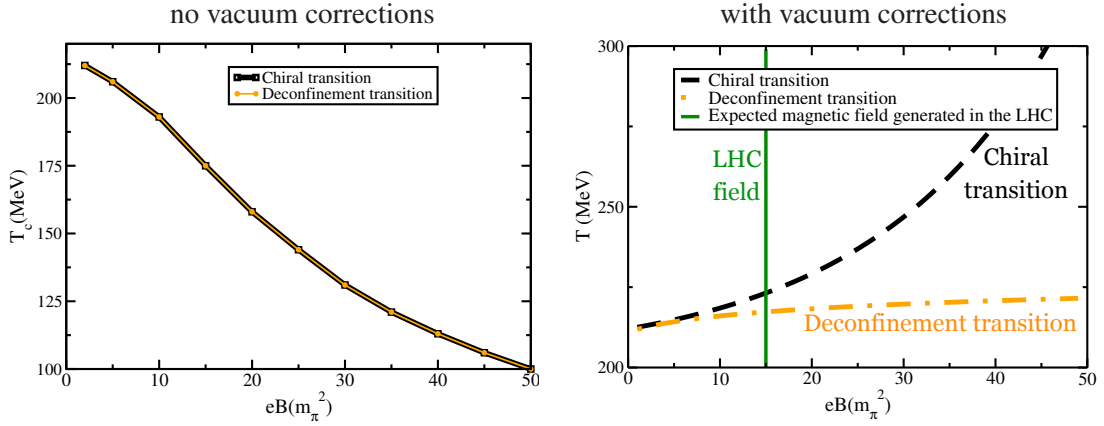 no vacuum corrections
T_c(MeV)
200
175
150
125
100
0
10
20
30
40
50
eB(m_π^2)
Chiral transition
Deconfinement transition
with vacuum corrections
T (MeV)
300
250
200
0
10
20
30
40
50
eB(m_π^2)
Chiral transition
Deconfinement transition
Expected magnetic field generated in the LHC
LHC
field
Chiral
transition
Deconfinement transition